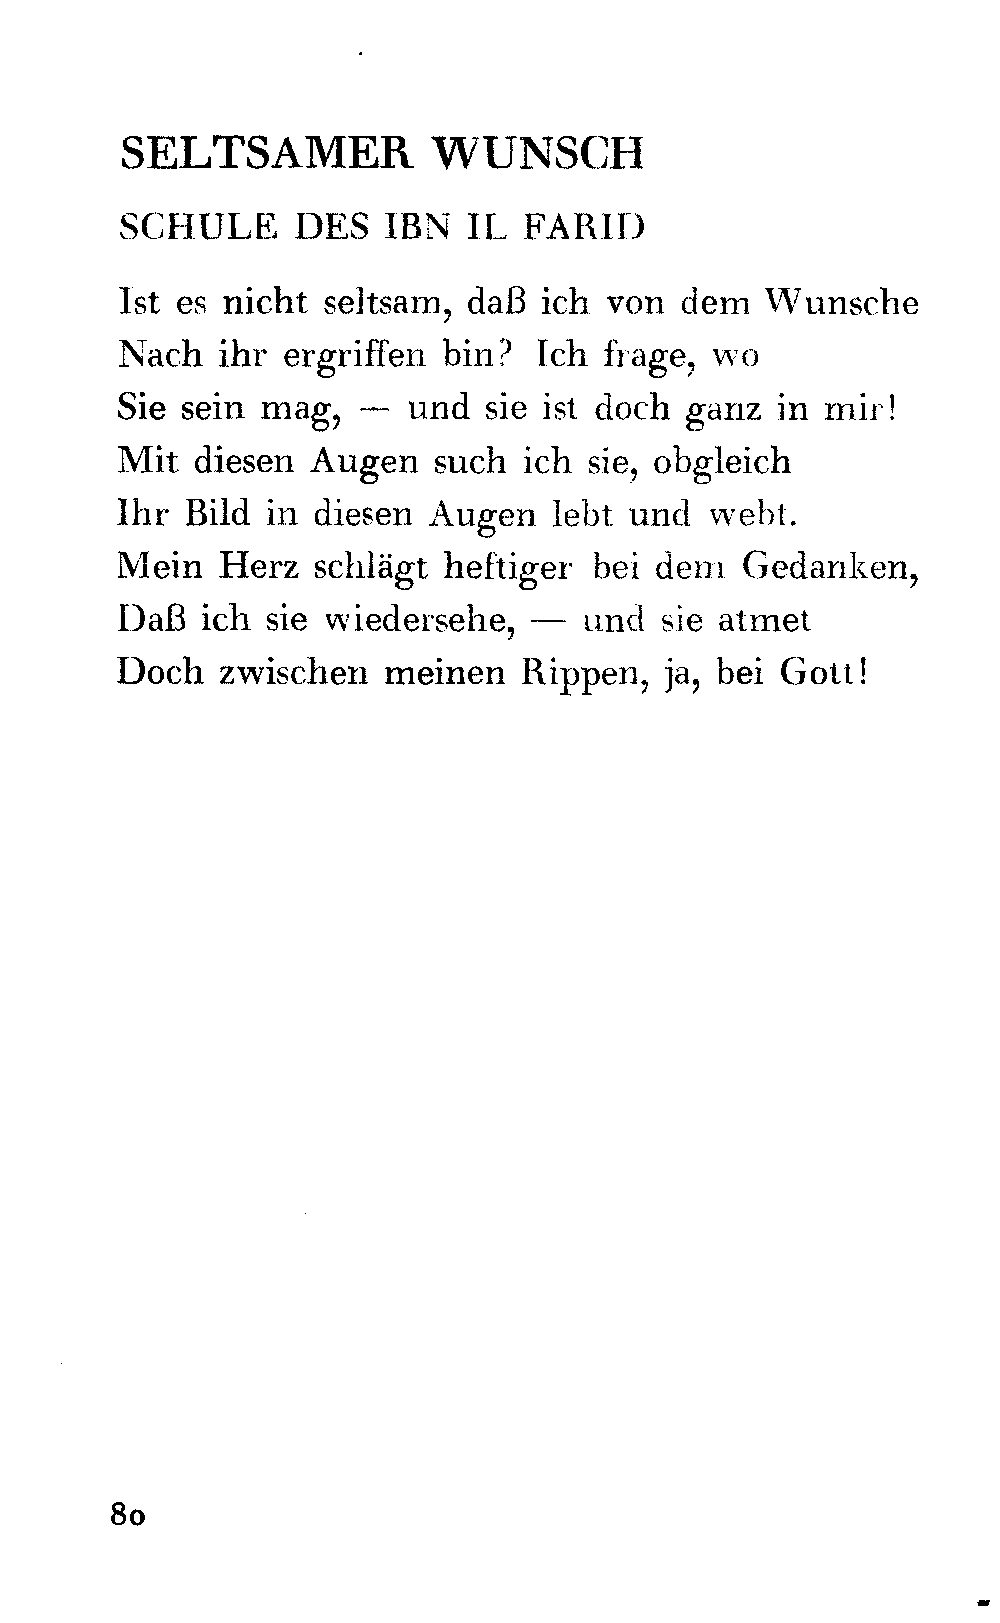 SELTSAMER WUNSCH
SCHULE DES IBN IL FARID
Ist es nicht seltsam, daß ich von dem Wunsche
Nach ihr ergriffen bin? Ich frage, wo
Sie sein mag, — und sie ist doch ganz in mir!
Mit diesen Augen such ich sie, obgleich
Ihr Bild in diesen Augen lebt und webt.
Mein Herz schlägt heftiger bei dem Gedanken,
Daß ich sie wiedersehe, — und sie atmet
Doch zwischen meinen Rippen, ja, bei Gott!
80